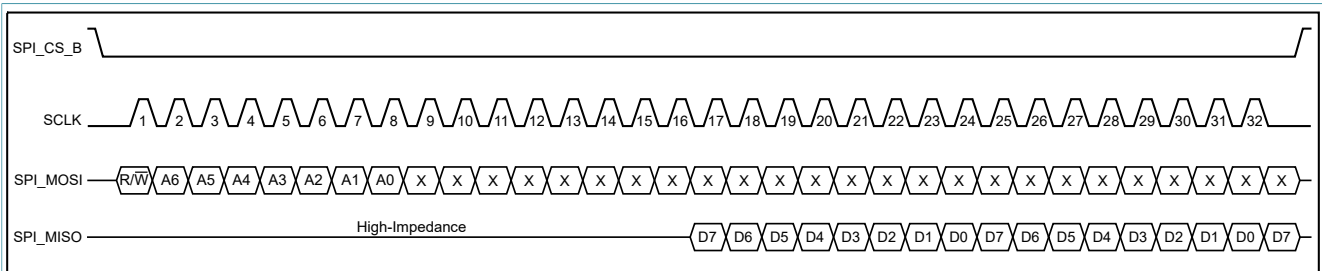 SPI_CS_B
SCLK 1 2 3 4 5 6 7 8 9 10 11 12 13 14 15 16 17 18 19 20 21 22 23 24 25 26 27 28 29 30 31 32
SPI_MOSI R/W̅ A6 A5 A4 A3 A2 A1 A0 X X X X X X X X X X X X X X X X X X X X X X X X X
SPI_MISO High-Impedance D7 D6 D5 D4 D3 D2 D1 D0 D7 D6 D5 D4 D3 D2 D1 D0 D7